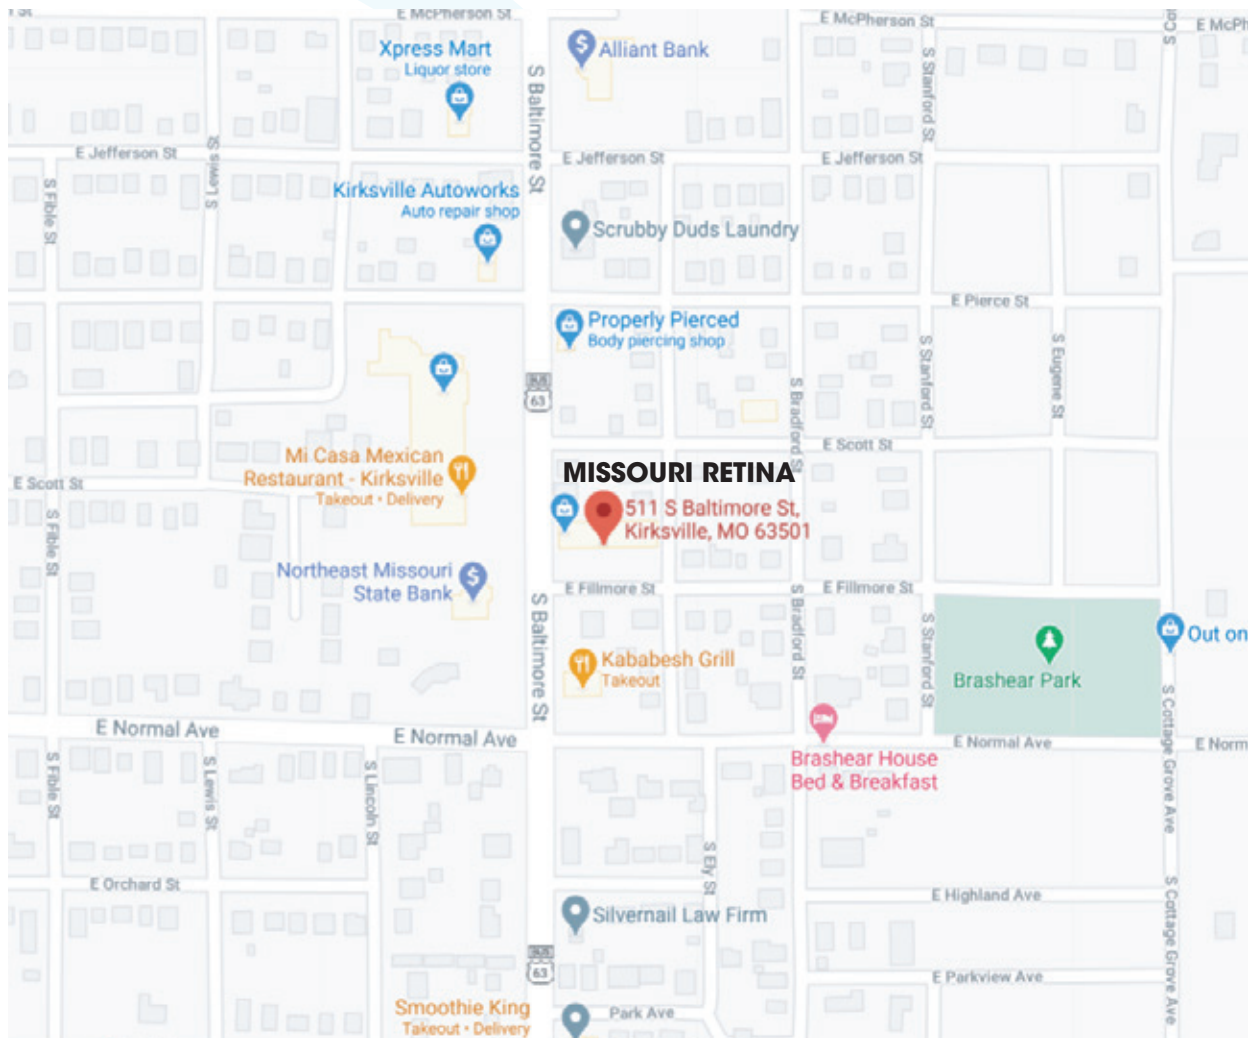 St
E McPherson St
E McPherson St
E McPh
Xpress Mart
Liquor store
Alliant Bank
S Baltimore St
S Stanford St
S Co
E Jefferson St
S Lewis St
E Jefferson St
E Jefferson St
S Fible St
Kirksville Autoworks
Auto repair shop
Scrubby Duds Laundry
E Pierce St
Properly Pierced
Body piercing shop
S Stanford St
S Eugene St
BUS
63
S Bradford St
E Scott St
Mi Casa Mexican
Restaurant - Kirksville
Takeout • Delivery
E Scott St
MISSOURI RETINA
511 S Baltimore St,
Kirksville, MO 63501
S Fible St
Northeast Missouri
State Bank
E Fillmore St
E Fillmore St
S Baltimore St
S Bradford St
S Stanford St
Out on
Kababesh Grill
Takeout
Brashear Park
E Normal Ave
E Normal Ave
E Normal Ave
E Norm
S Cottage Grove Ave
Brashear House
Bed & Breakfast
S Fible St
S Lewis St
S Lincoln St
S Ely St
E Orchard St
E Highland Ave
Silvernail Law Firm
S Cottage Grove Ave
BUS
63
E Parkview Ave
Smoothie King
Takeout • Delivery
Park Ave